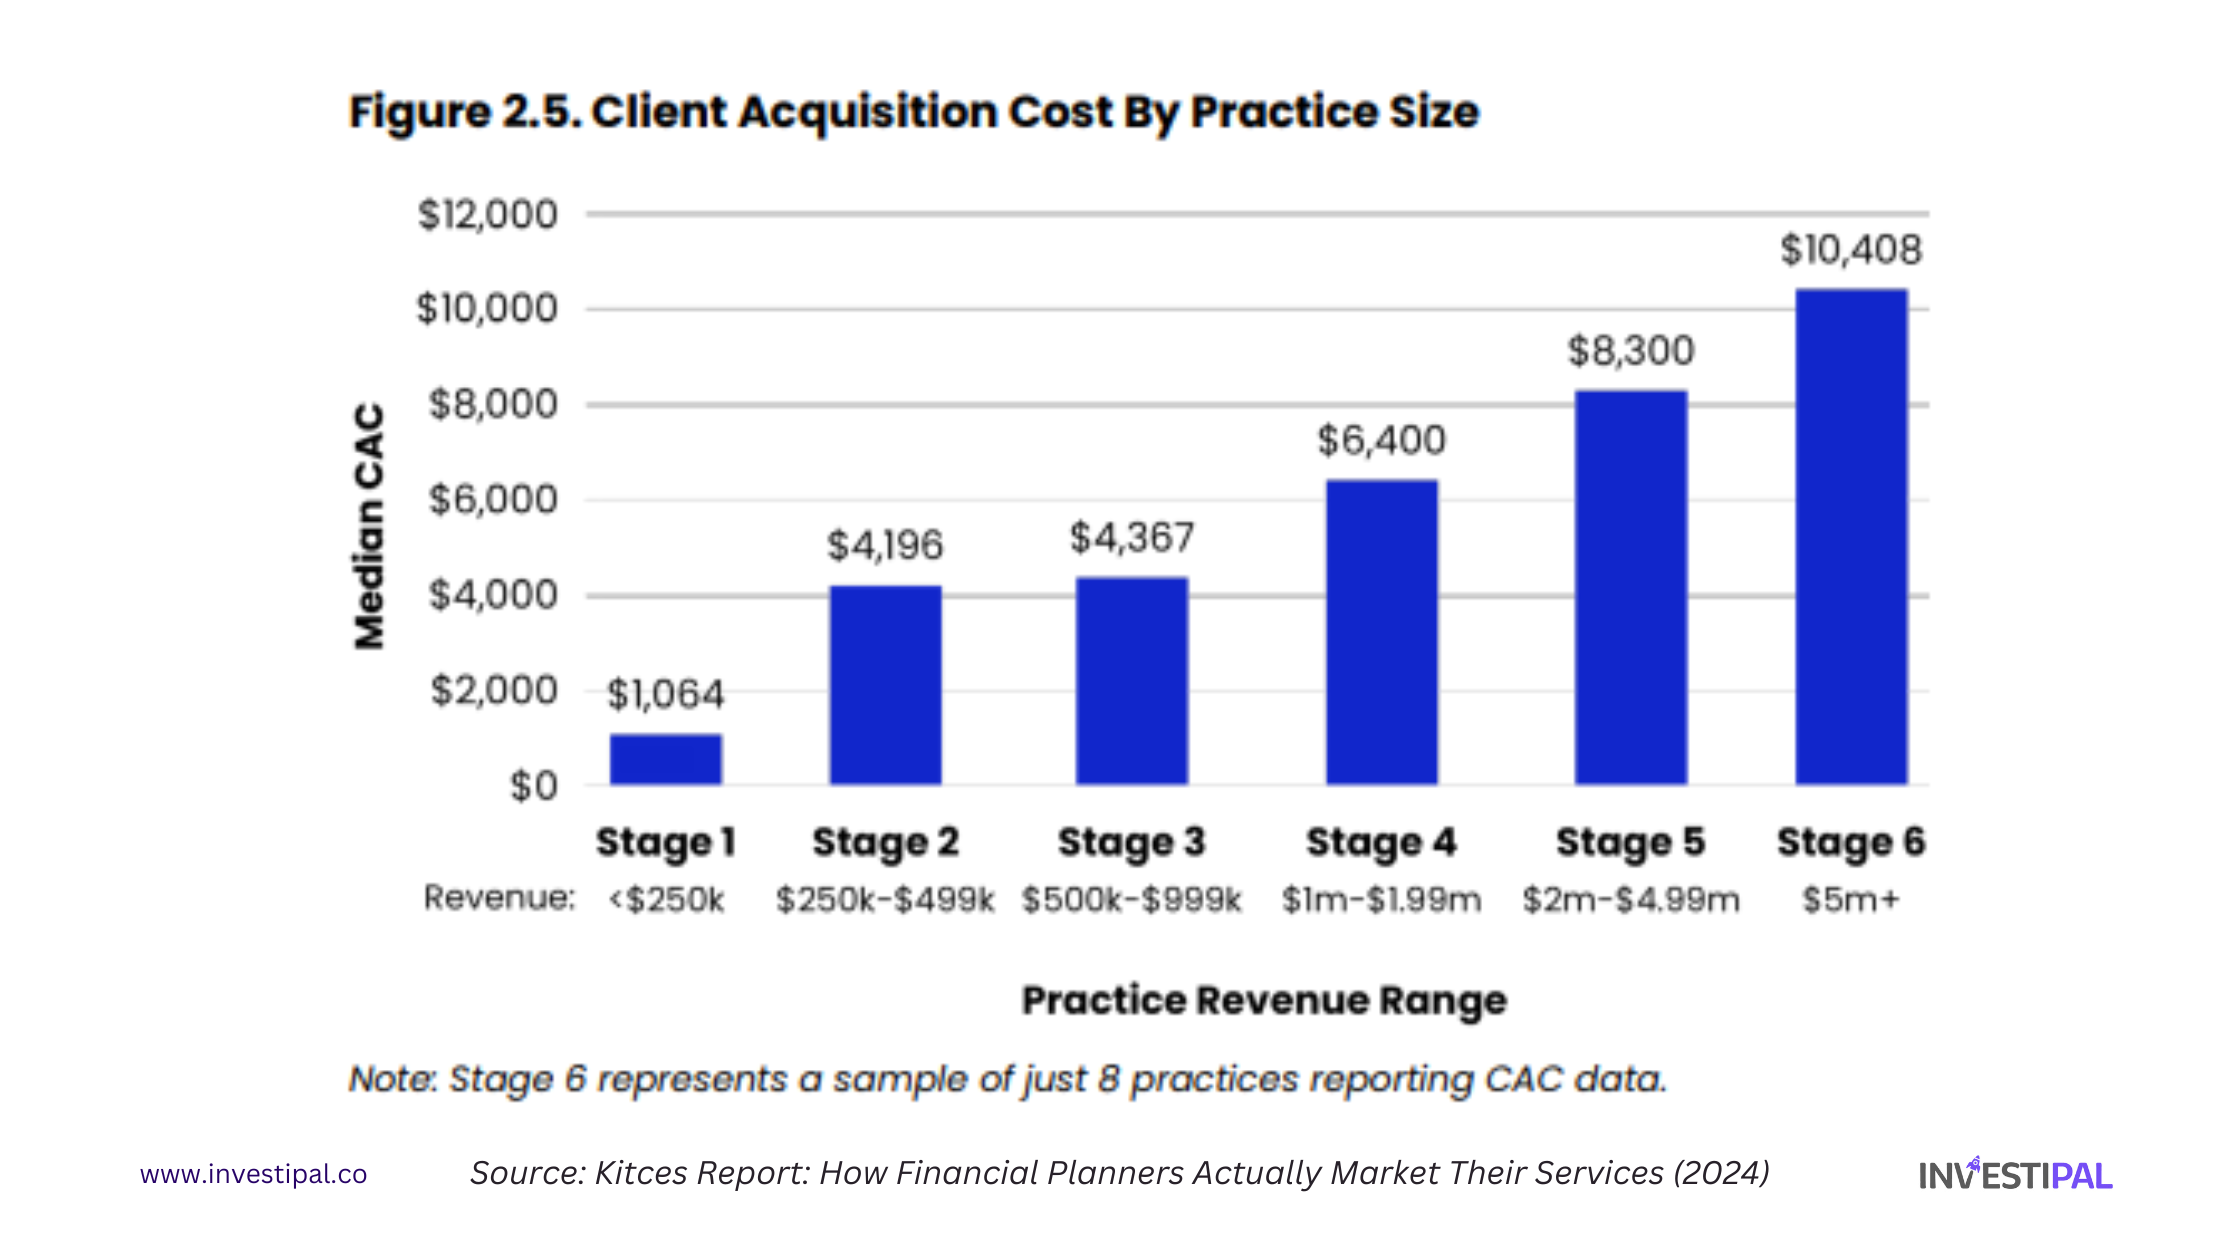 Figure 2.5. Client Acquisition Cost By Practice Size
$12,000
$10,408
$10,000
$8,300
$8,000
$6,400
$6,000
$4,196
$4,367
$4,000
$2,000
$1,064
$0
Median CAC
Stage 1 Stage 2 Stage 3 Stage 4 Stage 5 Stage 6
Revenue: <$250k $250k-$499k $500k-$999k $1m-$1.99m $2m-$4.99m $5m+
Practice Revenue Range
Note: Stage 6 represents a sample of just 8 practices reporting CAC data.
www.investipal.co Source: Kitces Report: How Financial Planners Actually Market Their Services (2024) INVESTIPAL